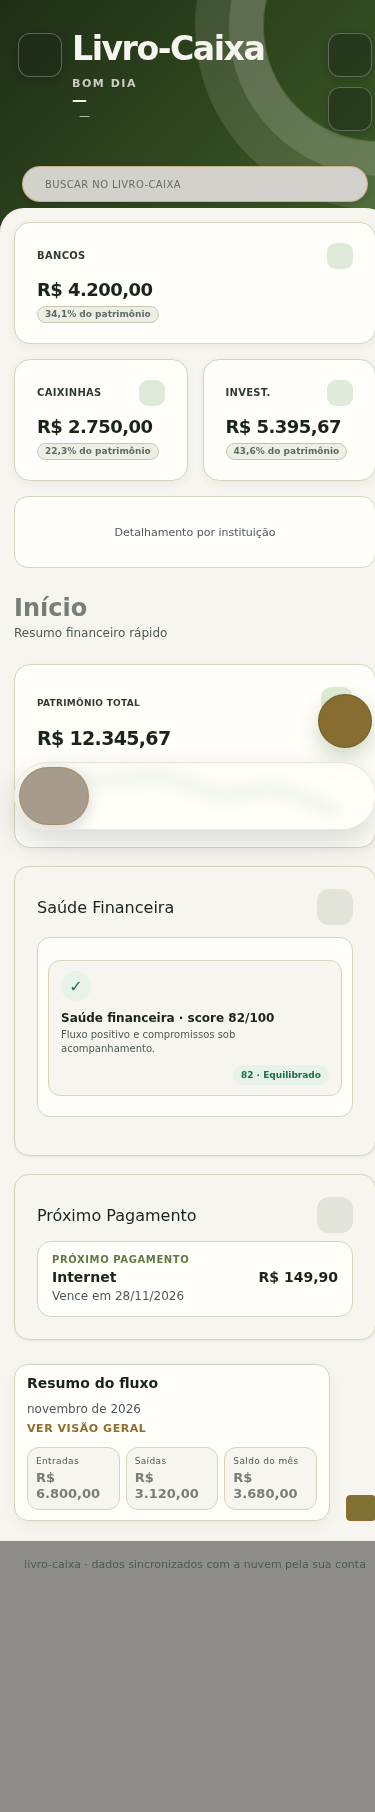 Livro-Caixa
BOM DIA
—
—
BUSCAR NO LIVRO-CAIXA
BANCOS
R$ 4.200,00
34,1% do patrimônio
CAIXINHAS
R$ 2.750,00
22,3% do patrimônio
INVEST.
R$ 5.395,67
43,6% do patrimônio
Detalhamento por instituição
Início
Resumo financeiro rápido
PATRIMÔNIO TOTAL
R$ 12.345,67
Saúde Financeira
✓
Saúde financeira · score 82/100
Fluxo positivo e compromissos sob
acompanhamento.
82 · Equilibrado
Próximo Pagamento
PRÓXIMO PAGAMENTO
Internet R$ 149,90
Vence em 28/11/2026
Resumo do fluxo
novembro de 2026
VER VISÃO GERAL
Entradas
R$
6.800,00
Saídas
R$
3.120,00
Saldo do mês
R$
3.680,00
livro-caixa · dados sincronizados com a nuvem pela sua conta